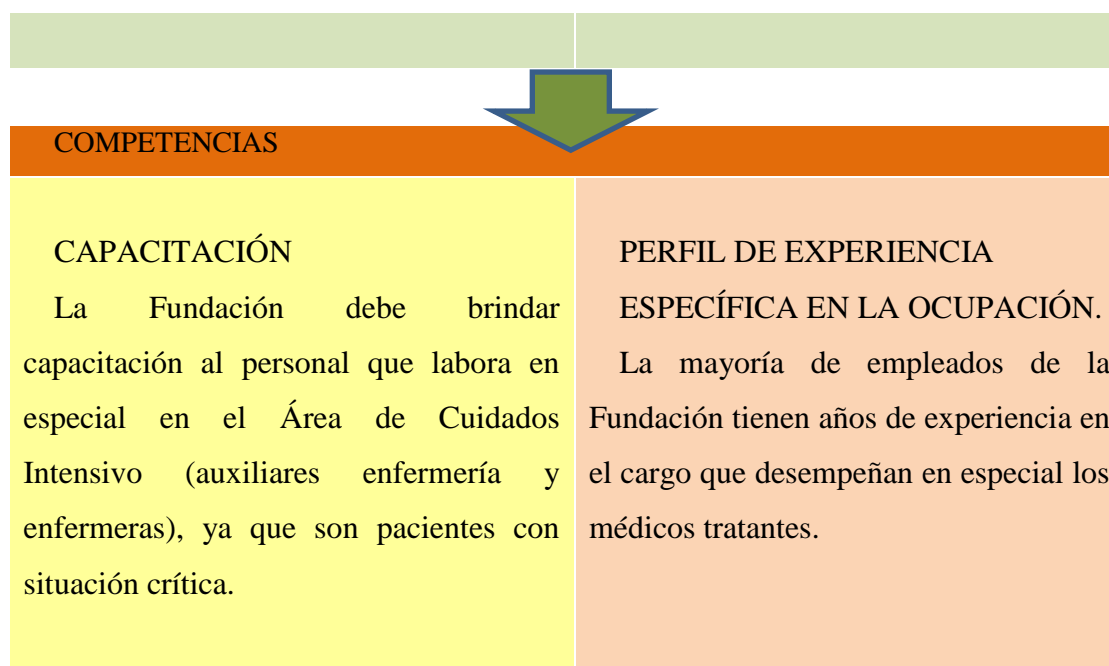 COMPETENCIAS
CAPACITACIÓN
La Fundación debe brindar
capacitación al personal que labora en
especial en el Área de Cuidados
Intensivo (auxiliares enfermería y
enfermeras), ya que son pacientes con
situación crítica.
PERFIL DE EXPERIENCIA
ESPECÍFICA EN LA OCUPACIÓN.
La mayoría de empleados de la
Fundación tienen años de experiencia en
el cargo que desempeñan en especial los
médicos tratantes.